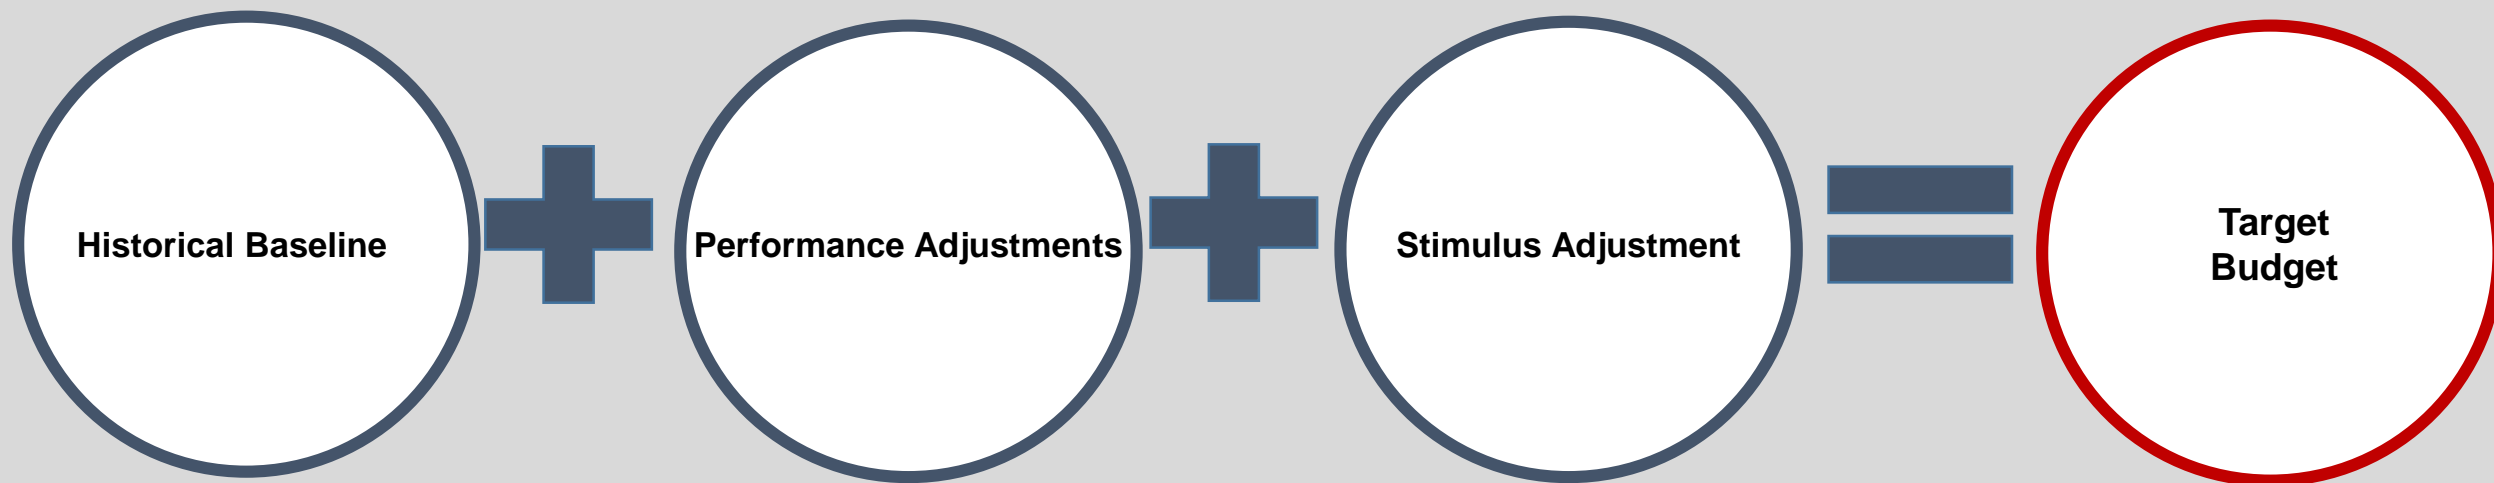 Historical Baseline
Performance Adjustments
Stimulus Adjustment
Target
Budget